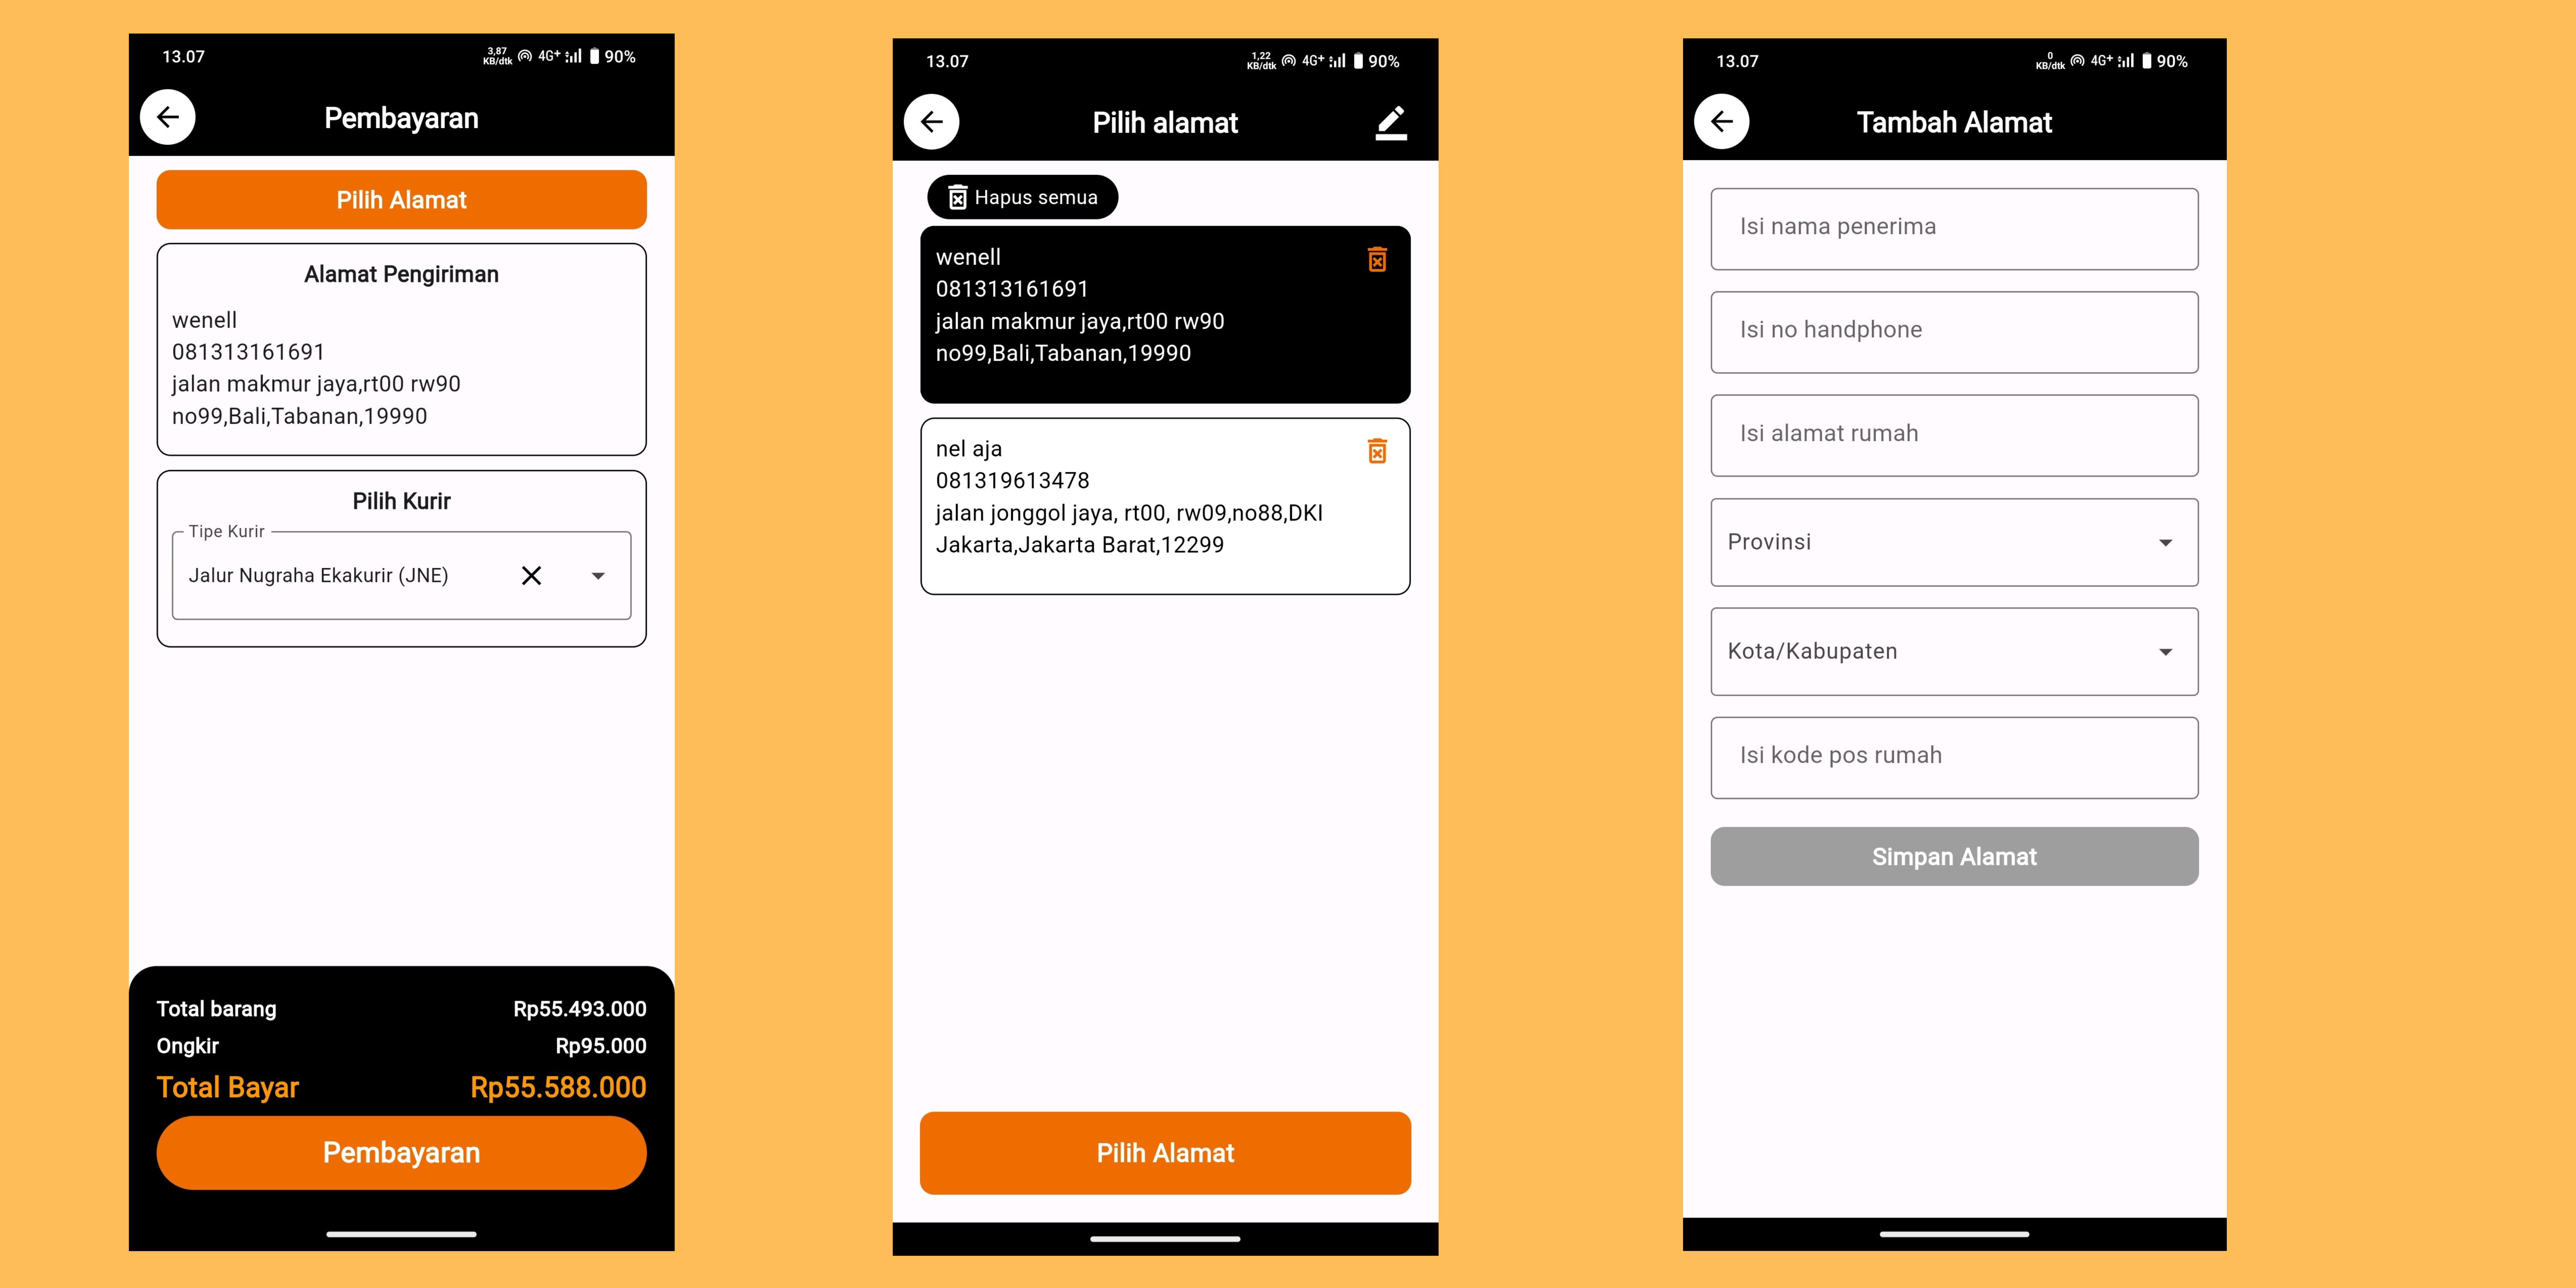 13.07
3,87
KB/dtk
4G+
90%
Pembayaran
Pilih Alamat
Alamat Pengiriman
wenell
081313161691
jalan makmur jaya,rt00 rw90
no99,Bali,Tabanan,19990
Pilih Kurir
Tipe Kurir
Jalur Nugraha Ekakurir (JNE)
Total barang Rp55.493.000
Ongkir Rp95.000
Total Bayar Rp55.588.000
Pembayaran
13.07
1,22
KB/dtk
4G+
90%
Pilih alamat
Hapus semua
wenell
081313161691
jalan makmur jaya,rt00 rw90
no99,Bali,Tabanan,19990
nel aja
081319613478
jalan jonggol jaya, rt00, rw09,no88,DKI
Jakarta,Jakarta Barat,12299
Pilih Alamat
13.07
0
KB/dtk
4G+
90%
Tambah Alamat
Isi nama penerima
Isi no handphone
Isi alamat rumah
Provinsi
Kota/Kabupaten
Isi kode pos rumah
Simpan Alamat